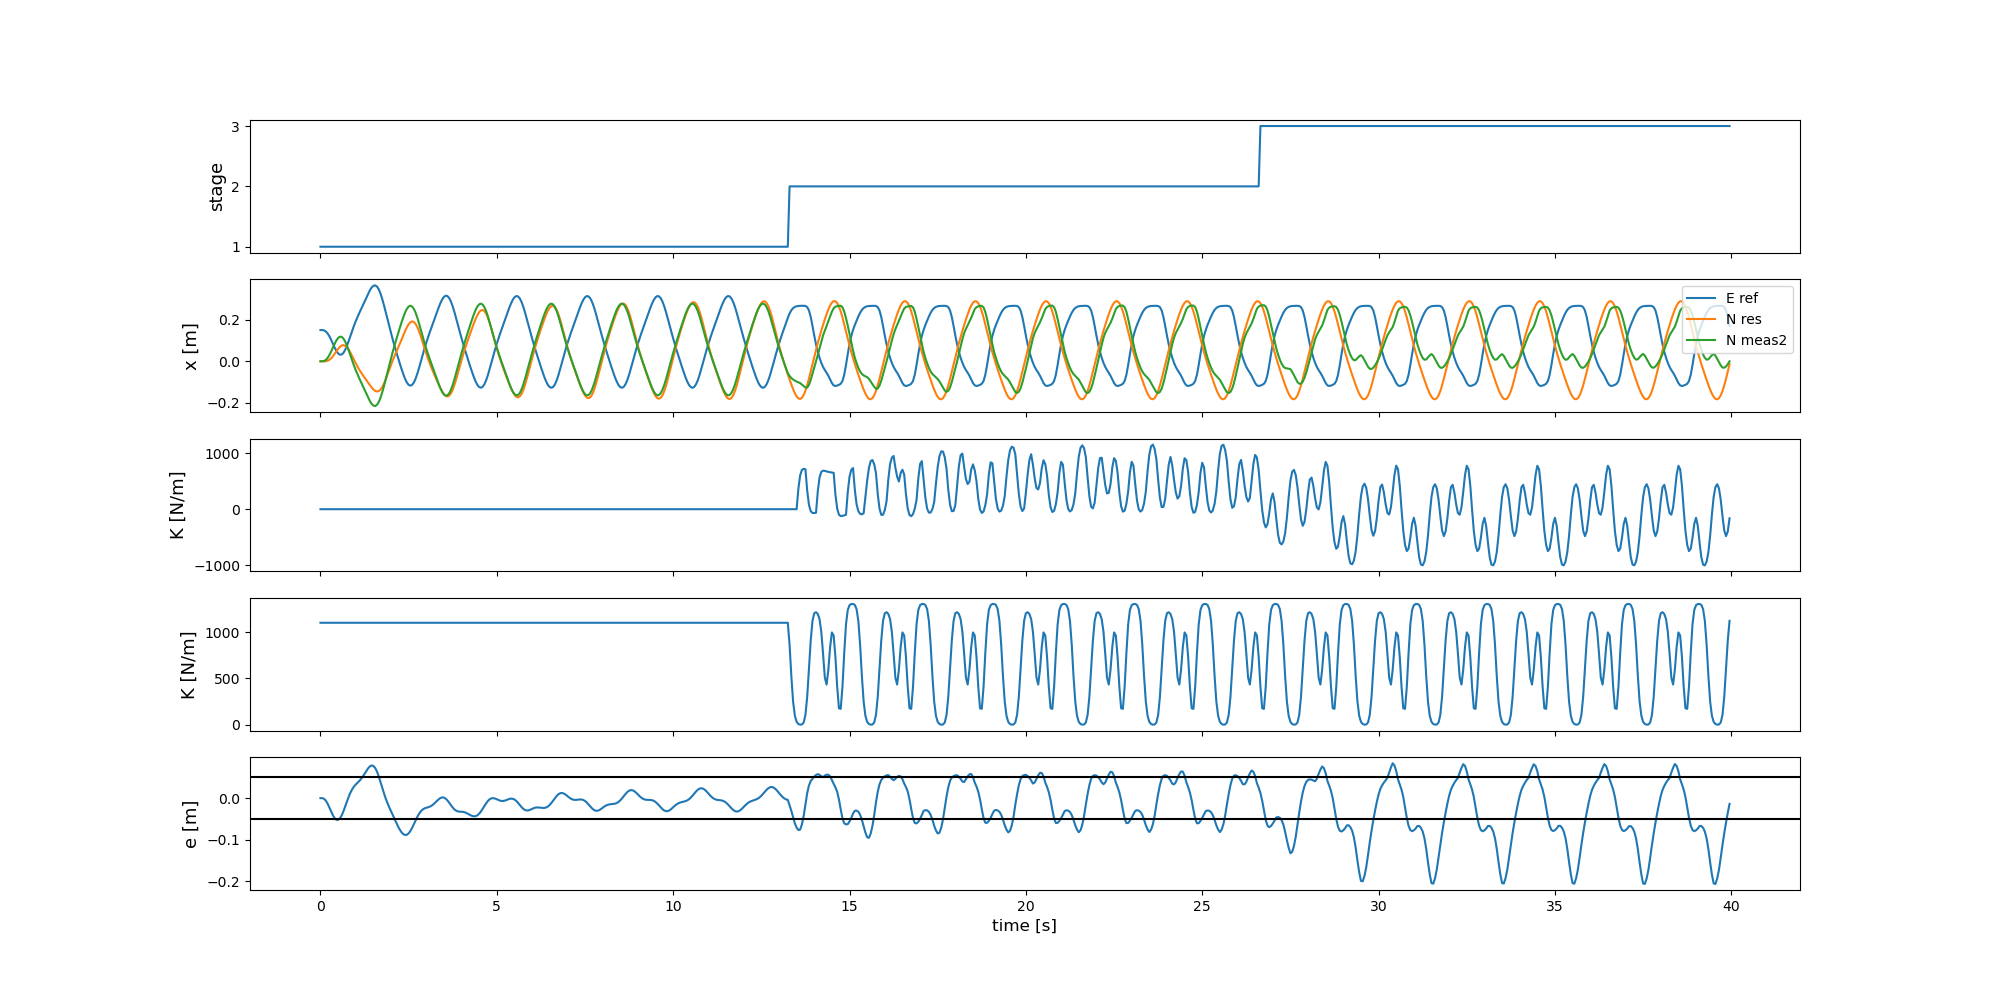 stage
3
2
1
x [m]
0.2
0.0
−0.2
E ref
N res
N meas2
K [N/m]
1000
0
−1000
K [N/m]
1000
500
0
e [m]
0.0
−0.1
−0.2
0 5 10 15 20 25 30 35 40
time [s]